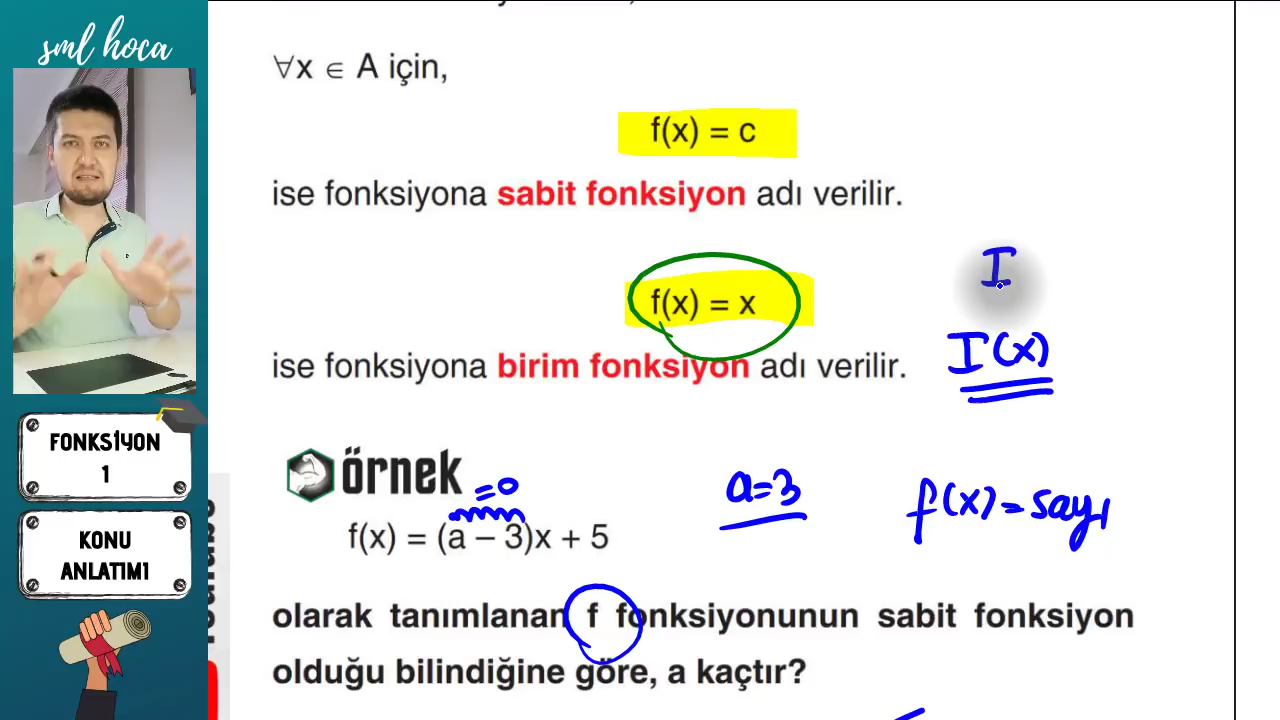 sml hoca
∀x ∈ A için,
f(x) = c
ise fonksiyona sabit fonksiyon adı verilir.
I
f(x) = x
I(x)
ise fonksiyona birim fonksiyon adı verilir.
FONKSİYON
1
KONU
ANLATIMI
örnek
=0
a=3
f(x)=sayı
f(x) = (a – 3)x + 5
olarak tanımlanan f fonksiyonunun sabit fonksiyon
olduğu bilindiğine göre, a kaçtır?